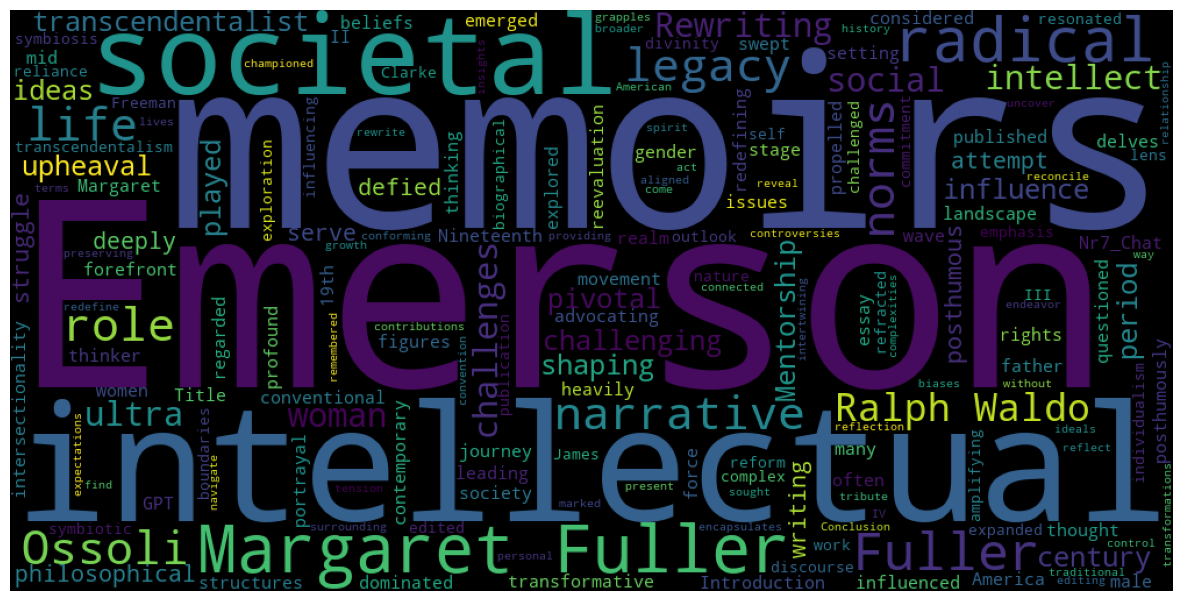 transcendentalist beliefs emerged grapples broader Rewriting considered resonated
symbiosis II societal championed Clarke insights American divinity swept history setting radical
mid reliance ideas legacy social intellect
Freeman lives life memoirs uncover relationship
transcendentalism influencing rewrite spirit self redefining propelled challenged commitment published delves lens
upheaval played defied thinking biographical explored reevaluation gender act aligned come stage reveal issues norms attempt reconcile influence
terms Margaret exploration landscape
struggle deeply serve growth conforming Nineteenth providing realm outlook controversies wave posthumous emphasis Nr7_Chat way
preserving forefront challenges movement nature connected Mentorship period
redefine Emerson 19th pivotal advocating essay refracted complexities III endeavor rights questioned
role regarded profound remembered contributions figures publication challenging intertwining
thinker shaping father without
women Title conventional convention heavily biases individualism posthumously
intersectionality ultra woman narrative Ralph Waldo
expectations reflection ideals
find navigate boundaries portrayal contemporary journey James reform force leading complex many often reflect amplifying
GPT intellectual society present sought tension marked tribute IV transformations
symbiotic surrounding edited encapsulates writing Conclusion expanded thought control
Ossoli Margaret Fuller personal work discourse Fuller century
philosophical structures dominated transformative Introduction influenced America editing traditional male